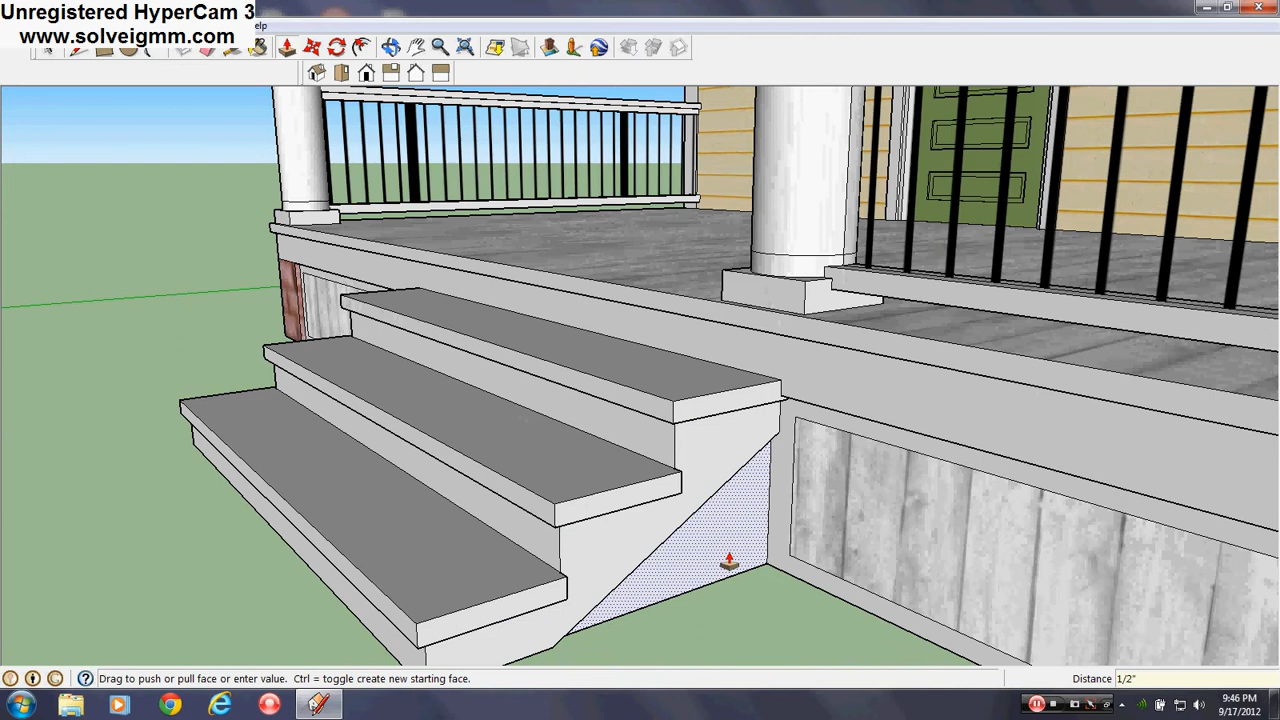 Unregistered HyperCam 3
www.solveigmm.com
elp
Drag to push or pull face or enter value. Ctrl = toggle create new starting face.
Distance
1/2"
9:46 PM
9/17/2012